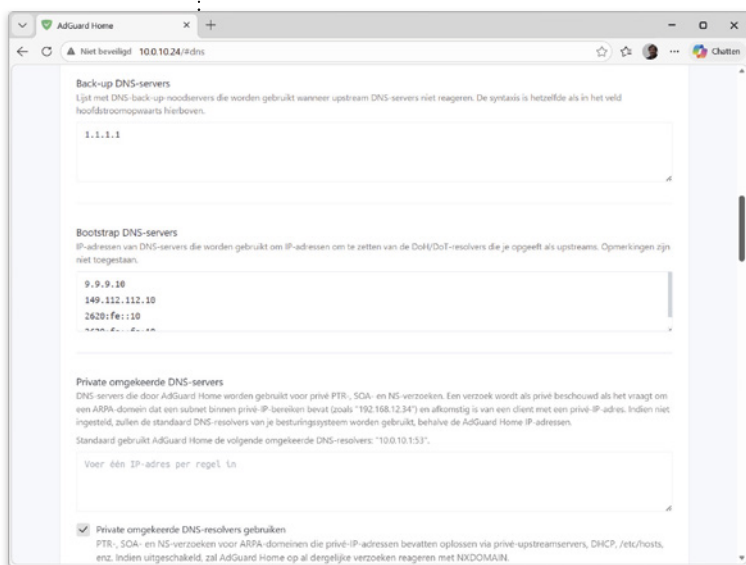 AdGuard Home
Niet beveiligd 10.0.10.24/#dns
Chatten
Back-up DNS-servers
Lijst met DNS-back-up-noodservers die worden gebruikt wanneer upstream DNS-servers niet reageren. De syntaxis is hetzelfde als in het veld
hoofdstroomopwaarts hierboven.
1.1.1.1
Bootstrap DNS-servers
IP-adressen van DNS-servers die worden gebruikt om IP-adressen om te zetten van de DoH/DoT-resolvers die je opgeeft als upstreams. Opmerkingen zijn
niet toegestaan.
9.9.9.10
149.112.112.10
2620:fe::10
2620:fe::fe:10
Private omgekeerde DNS-servers
DNS-servers die door AdGuard Home worden gebruikt voor privé PTR-, SOA- en NS-verzoeken. Een verzoek wordt als privé beschouwd als het vraagt om
een ARPA-domein dat een subnet binnen privé-IP-bereiken bevat (zoals "192.168.12.34") en afkomstig is van een client met een privé-IP-adres. Indien niet
ingesteld, zullen de standaard DNS-resolvers van je besturingssysteem worden gebruikt, behalve de AdGuard Home IP-adressen.
Standaard gebruikt AdGuard Home de volgende omgekeerde DNS-resolvers: "10.0.10.1:53".
Voer één IP-adres per regel in
Private omgekeerde DNS-resolvers gebruiken
PTR-, SOA- en NS-verzoeken voor ARPA-domeinen die privé-IP-adressen bevatten oplossen via privé-upstreamservers, DHCP, /etc/hosts,
enz. Indien uitgeschakeld, zal AdGuard Home op al dergelijke verzoeken reageren met NXDOMAIN.